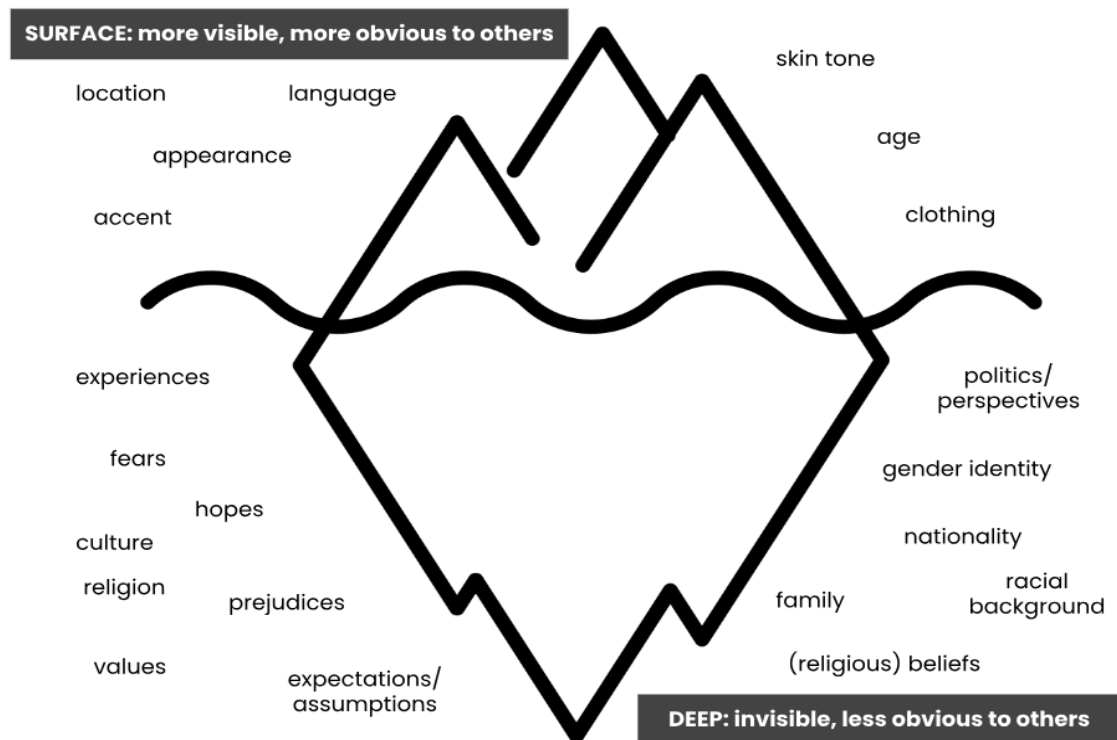 SURFACE: more visible, more obvious to others
skin tone
location
language
age
appearance
accent
clothing
experiences
politics/
perspectives
fears
gender identity
hopes
culture
nationality
religion
prejudices
family
racial
background
values
expectations/
assumptions
(religious) beliefs
DEEP: invisible, less obvious to others